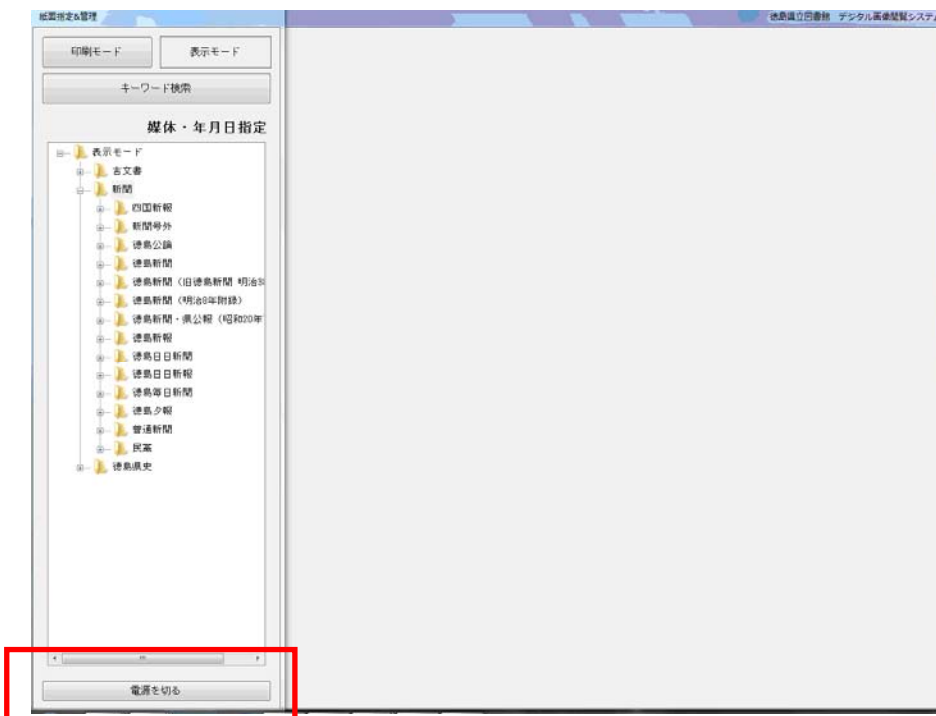 紙面指定&管理
徳島県立図書館 デジタル画像閲覧システム
印刷モード
表示モード
キーワード検索
媒体・年月日指定
表示モード
古文書
新聞
四国新報
新聞号外
徳島公論
徳島新聞
徳島新聞（旧徳島新聞 明治
徳島新聞（明治8年附録）
徳島新聞・県公報（昭和20年
徳島新報
徳島日日新聞
徳島日日新報
徳島毎日新聞
徳島夕報
普通新聞
民革
徳島県史
電源を切る